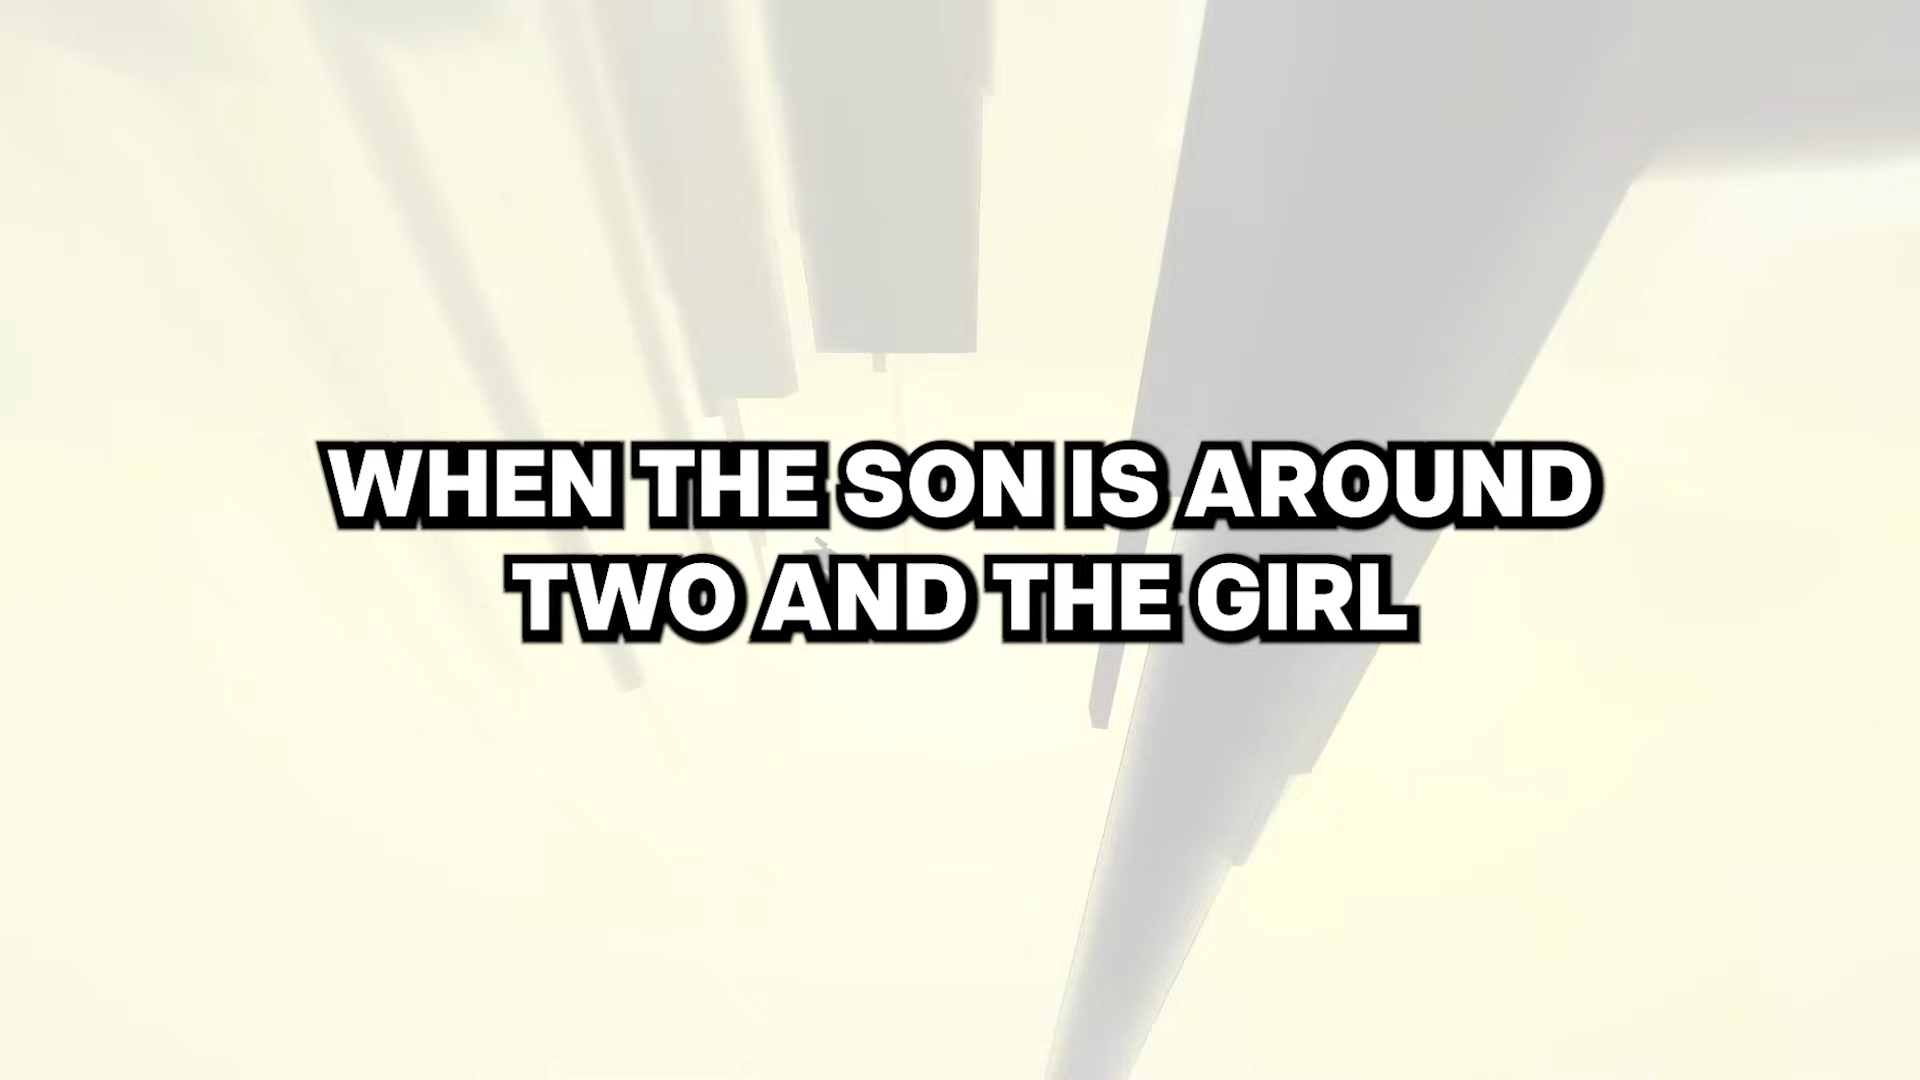 WHEN THE SON IS AROUND
TWO AND THE GIRL